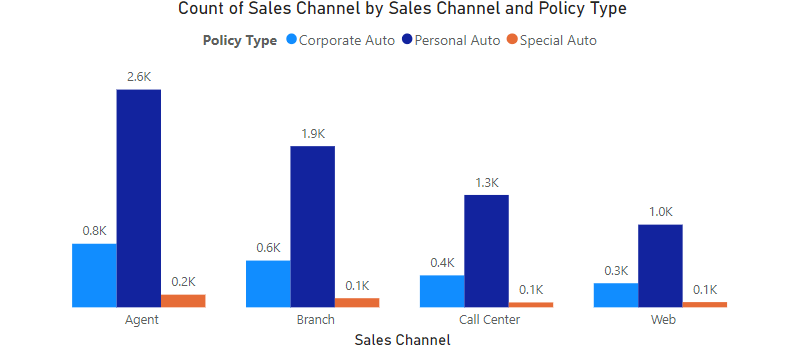 Count of Sales Channel by Sales Channel and Policy Type
Policy Type Corporate Auto Personal Auto Special Auto
2.6K
1.9K
1.3K
1.0K
0.8K
0.6K
0.4K
0.3K
0.2K
0.1K
0.1K
0.1K
Agent Branch Call Center Web
Sales Channel